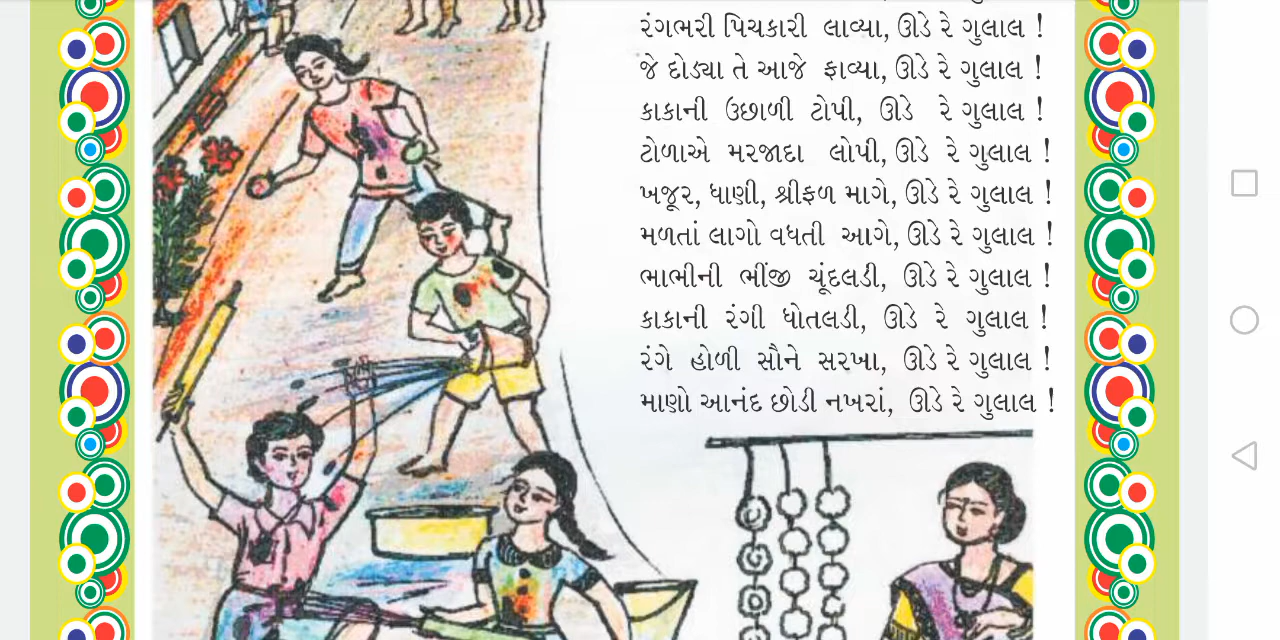 રંગભરી પિચકારી લાવ્યા, ઊડે રે ગુલાલ !
જે દોડ્યા તે આજે ફાવ્યા, ઊડે રે ગુલાલ !
કાકાની ઉછાળી ટોપી, ઊડે રે ગુલાલ !
ટોળાએ મરજાદા લોપી, ઊડે રે ગુલાલ !
ખજૂર, ધાણી, શ્રીફળ માગે, ઊડે રે ગુલાલ !
મળતાં લાગો વધતી આગે, ઊડે રે ગુલાલ !
ભાભીની ભીંજી ચૂંદલડી, ઊડે રે ગુલાલ !
કાકાની રંગી ધોતલડી, ઊડે રે ગુલાલ !
રંગે હોળી સૌને સરખા, ઊડે રે ગુલાલ !
માણો આનંદ છોડી નખરાં, ઊડે રે ગુલાલ !